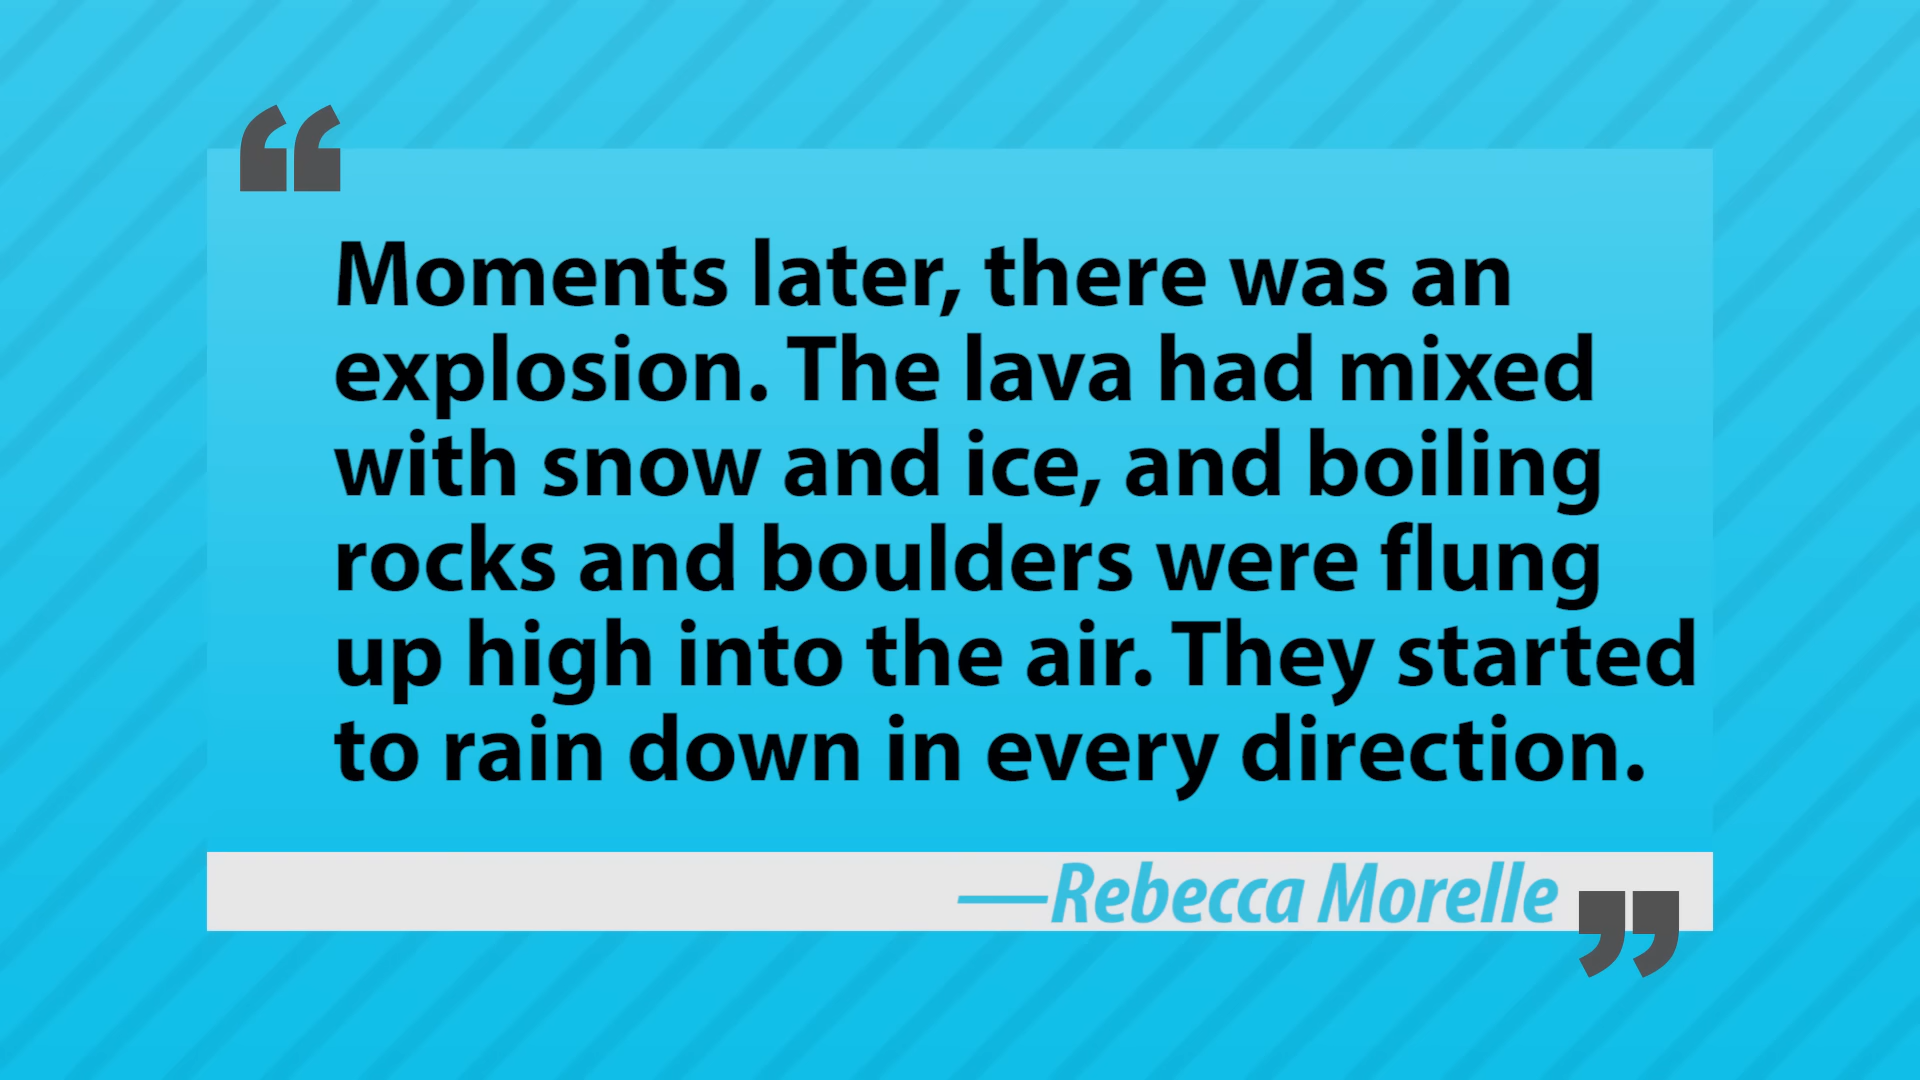 “
Moments later, there was an
explosion. The lava had mixed
with snow and ice, and boiling
rocks and boulders were flung
up high into the air. They started
to rain down in every direction.
—Rebecca Morelle ”